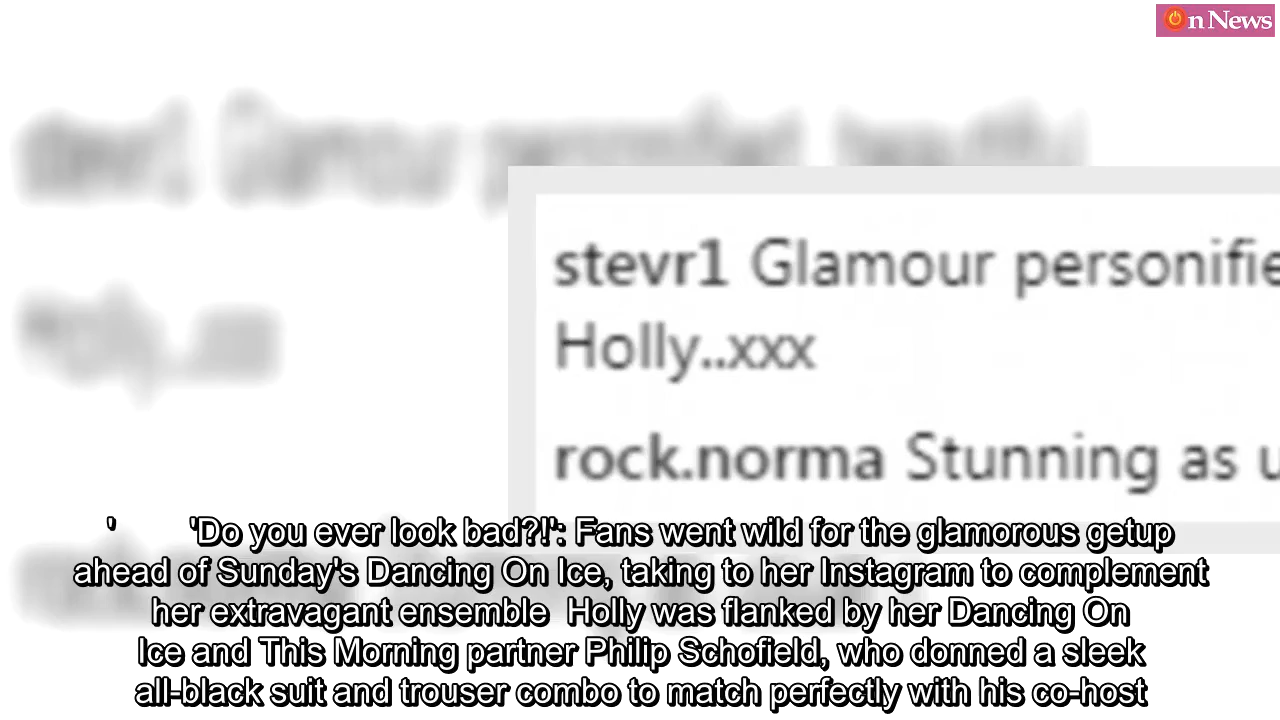 n News
stevr1 Glamour personifie
Holly..xxx
rock.norma Stunning as u
' 'Do you ever look bad?!': Fans went wild for the glamorous getup
ahead of Sunday's Dancing On Ice, taking to her Instagram to complement
her extravagant ensemble Holly was flanked by her Dancing On
Ice and This Morning partner Philip Schofield, who donned a sleek
all-black suit and trouser combo to match perfectly with his co-host